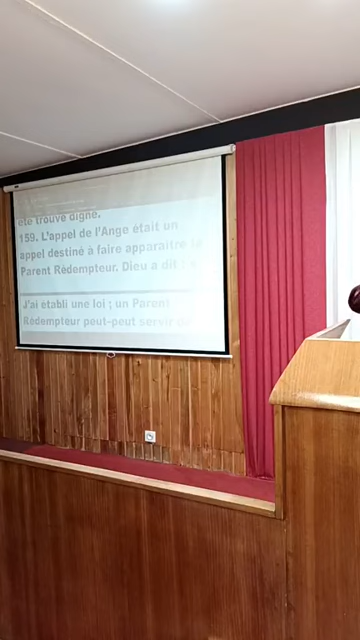 été trouvé digne.
159. L'appel de l'Ange était un
appel destiné à faire apparaître le
Parent Rédempteur. Dieu a dit :
J'ai établi une loi ; un Parent
Rédempteur peut-peut servir